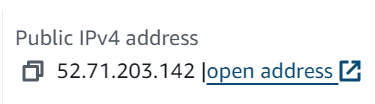 Public IPv4 address
52.71.203.142 |open address